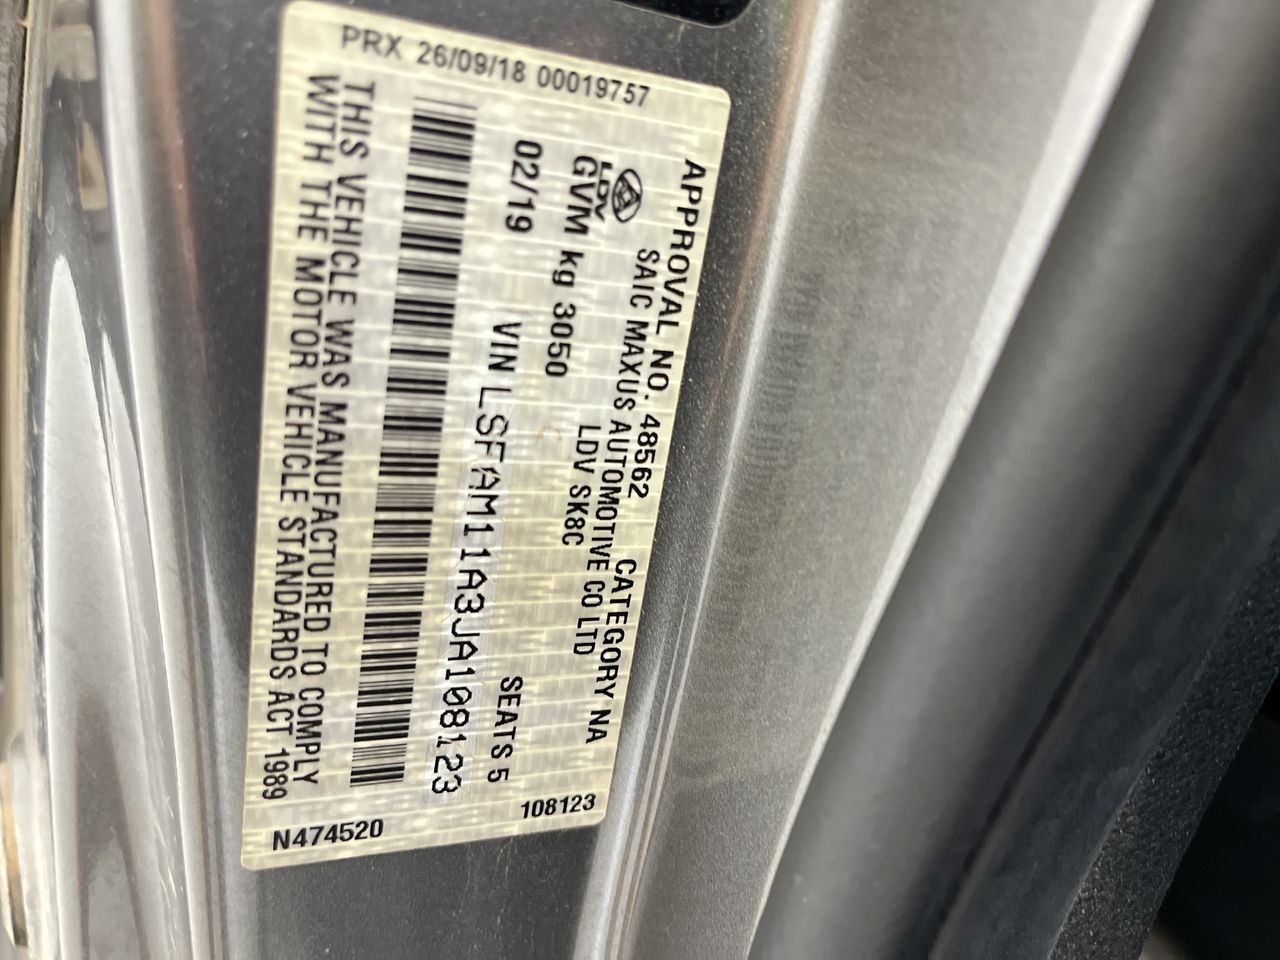 PRX 26/09/18 00019757
APPROVAL NO. 48562 CATEGORY NA
SAIC MAXUS AUTOMOTIVE CO LTD
LDV
LDV SK8C
GVM kg 3050
02/19 VIN LSFAM11A3JA108123 SEATS 5
THIS VEHICLE WAS MANUFACTURED TO COMPLY
WITH THE MOTOR VEHICLE STANDARDS ACT 1989
N474520 108123